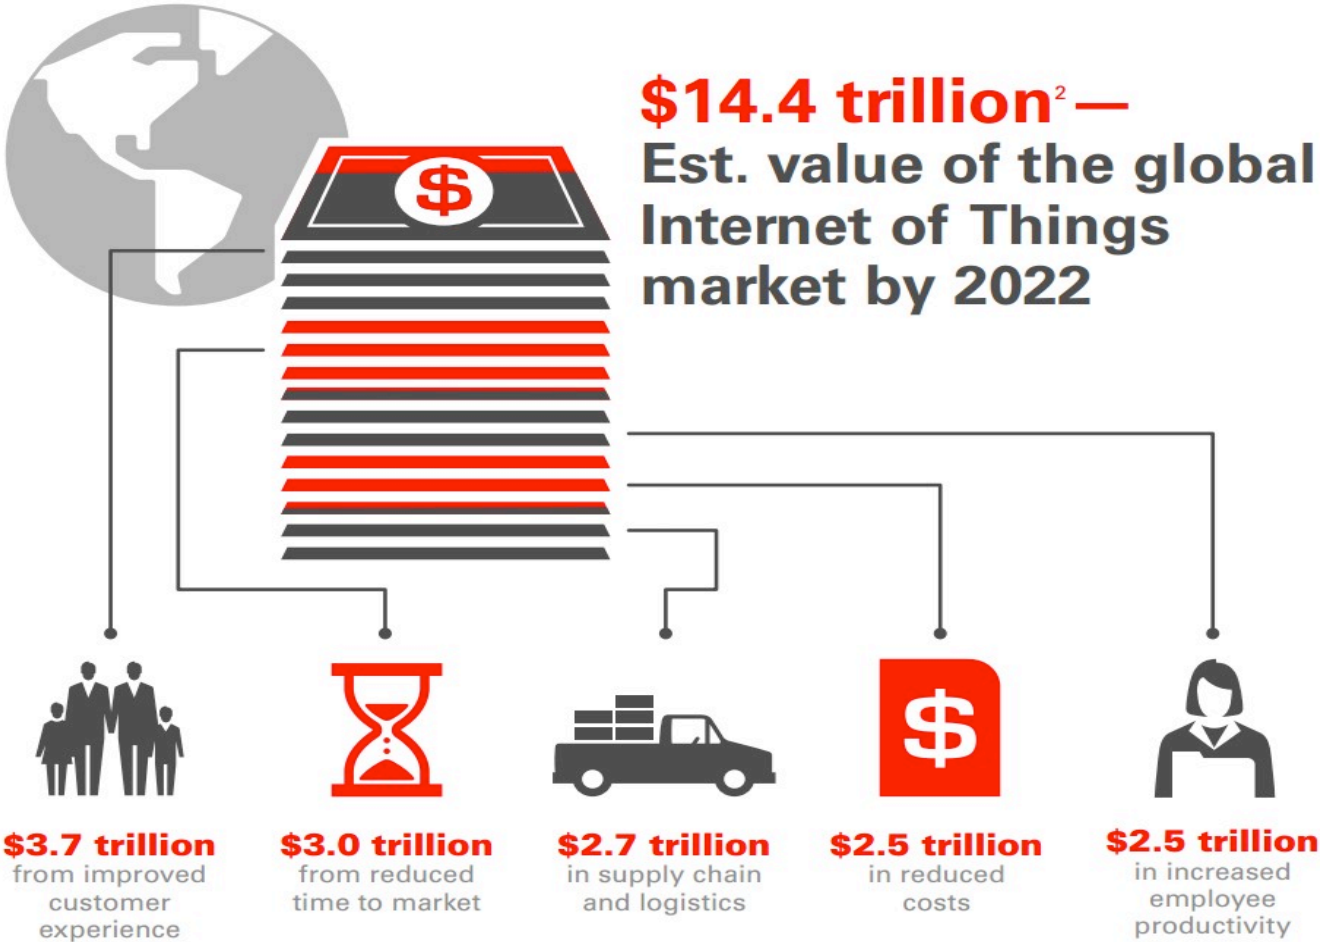 $14.4 trillion²—
Est. value of the global
Internet of Things
market by 2022
$
$
$3.7 trillion
from improved
customer
experience
$3.0 trillion
from reduced
time to market
$2.7 trillion
in supply chain
and logistics
$2.5 trillion
in reduced
costs
$2.5 trillion
in increased
employee
productivity